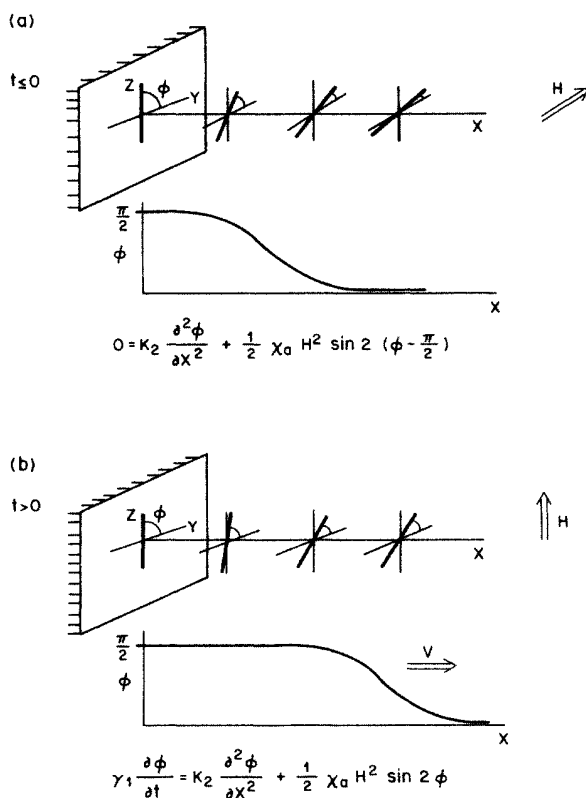 (a)
t≤0
Z ϕ Y X H
π/2
ϕ
X
0 = K₂ ∂²ϕ/∂X² + 1/2 χₐ H² sin 2 (ϕ - π/2)
(b)
t>0
Z ϕ Y X H
π/2
ϕ
V
X
γ₁ ∂ϕ/∂t = K₂ ∂²ϕ/∂X² + 1/2 χₐ H² sin 2 ϕ